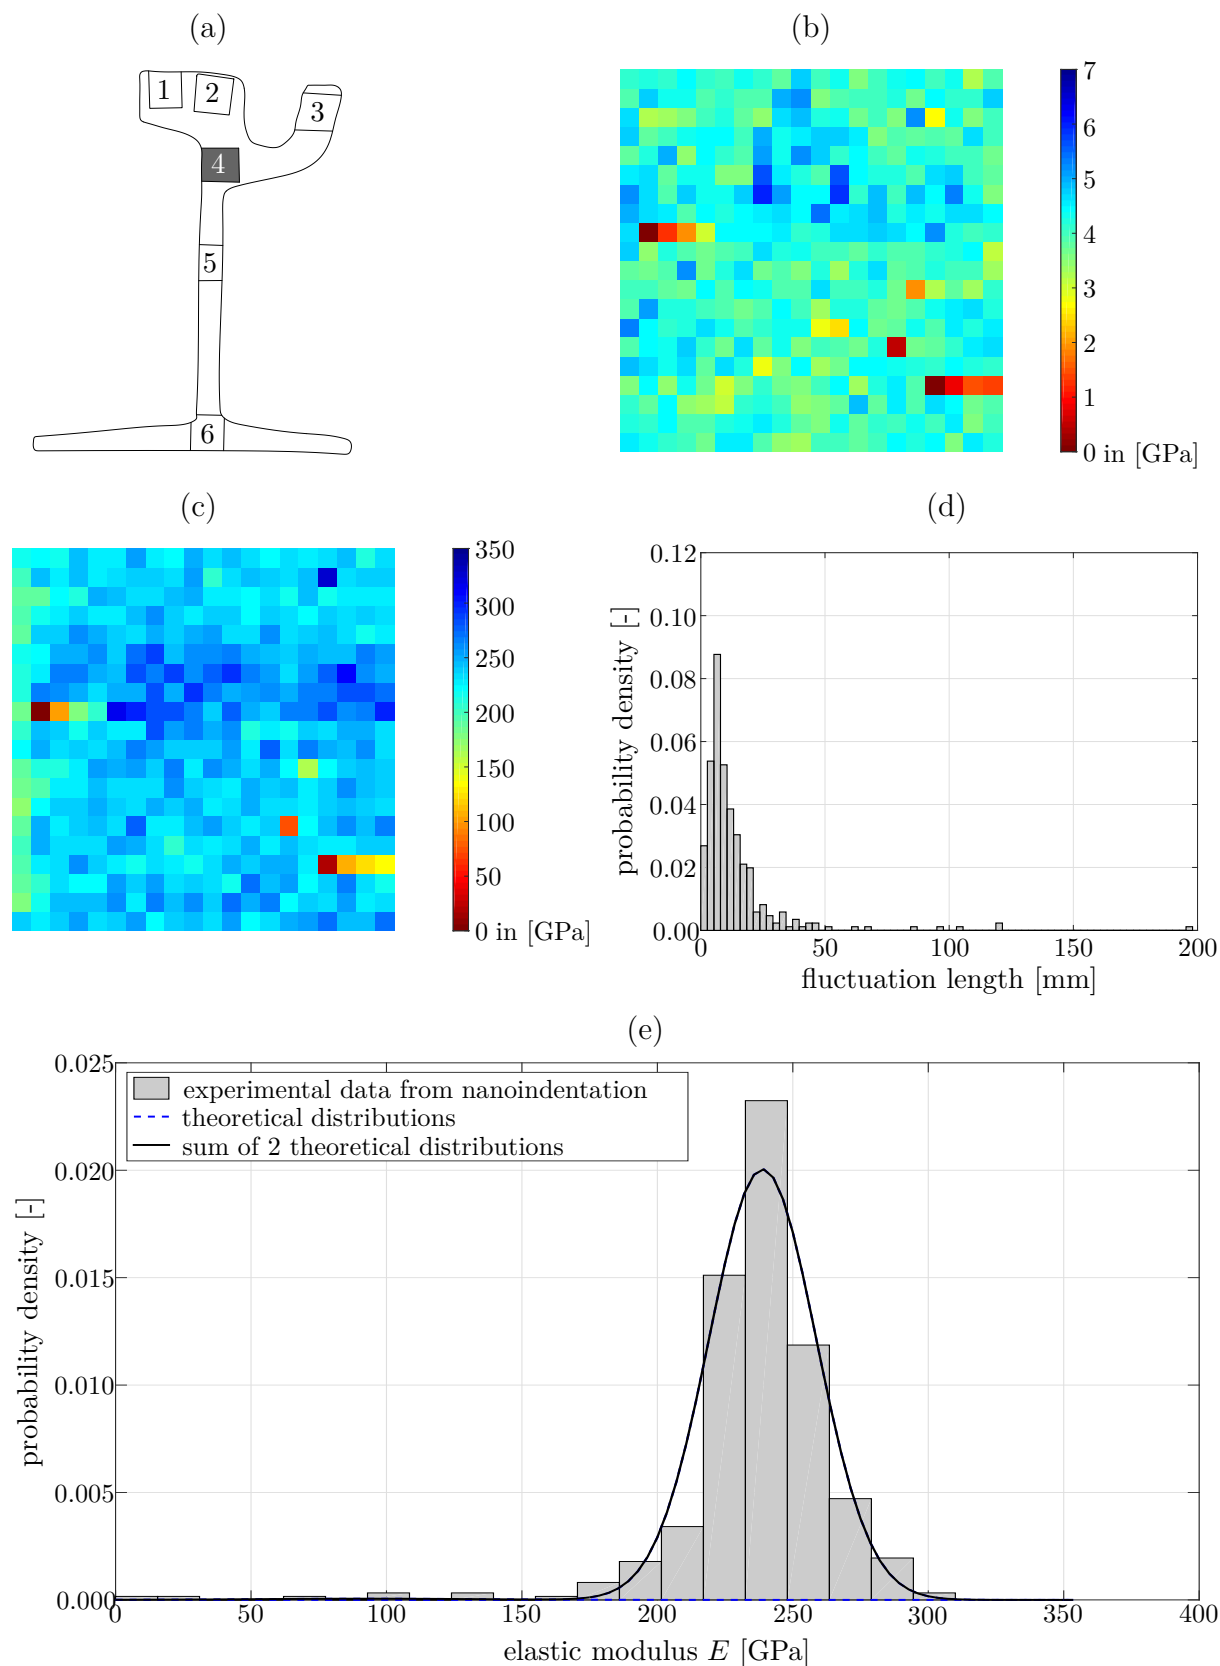 (a)
1
2
3
4
5
6
(b)
7
6
5
4
3
2
1
0 in [GPa]
(c)
350
300
250
200
150
100
50
0 in [GPa]
(d)
0.12
0.10
0.08
0.06
0.04
0.02
0.00
probability density [-]
0 50 100 150 200
fluctuation length [mm]
(e)
0.025
0.020
0.015
0.010
0.005
0.000
probability density [-]
experimental data from nanoindentation
theoretical distributions
sum of 2 theoretical distributions
0 50 100 150 200 250 300 350 400
elastic modulus E [GPa]